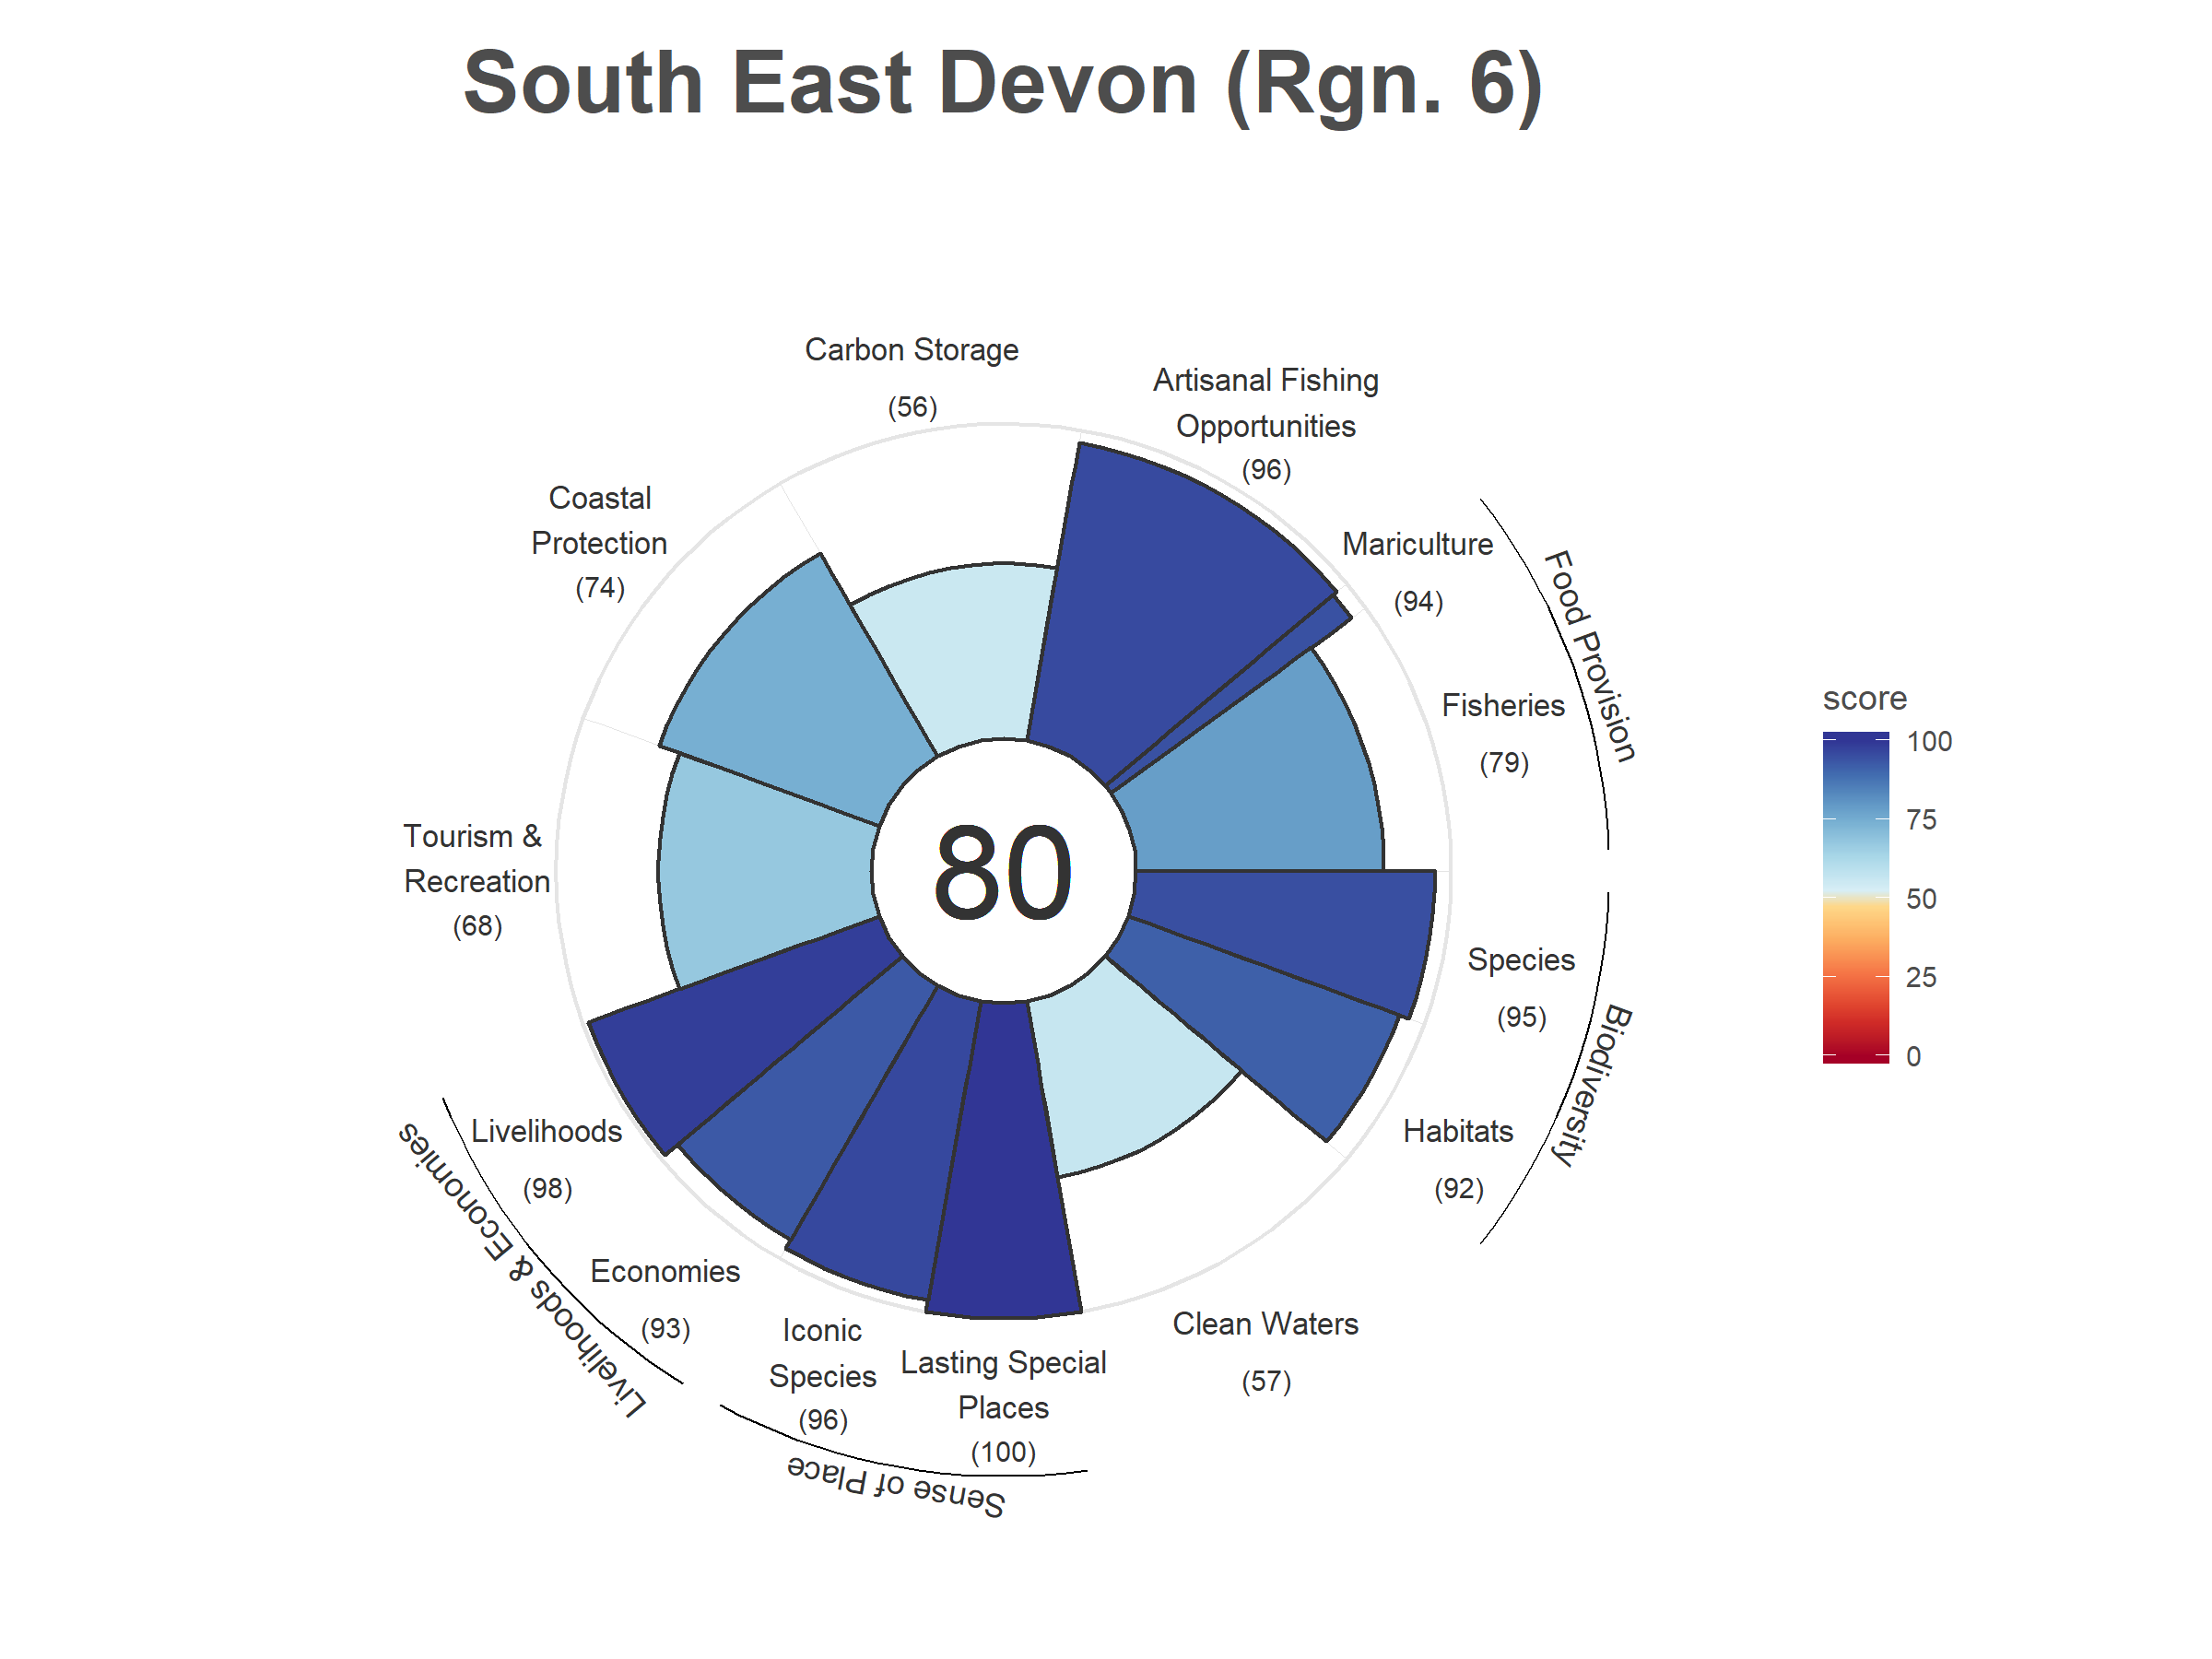 South East Devon (Rgn. 6)
Carbon Storage
(56)
Artisanal Fishing
Opportunities
(96)
Mariculture
(94)
Food Provision
Fisheries
(79)
Coastal
Protection
(74)
Tourism &
Recreation
(68)
80
Species
(95)
Biodiversity
Habitats
(92)
Clean Waters
(57)
Lasting Special
Places
(100)
Iconic
Species
(96)
Sense of Place
Economies
(93)
Livelihoods
(98)
Livelihoods & Economies
score
100
75
50
25
0